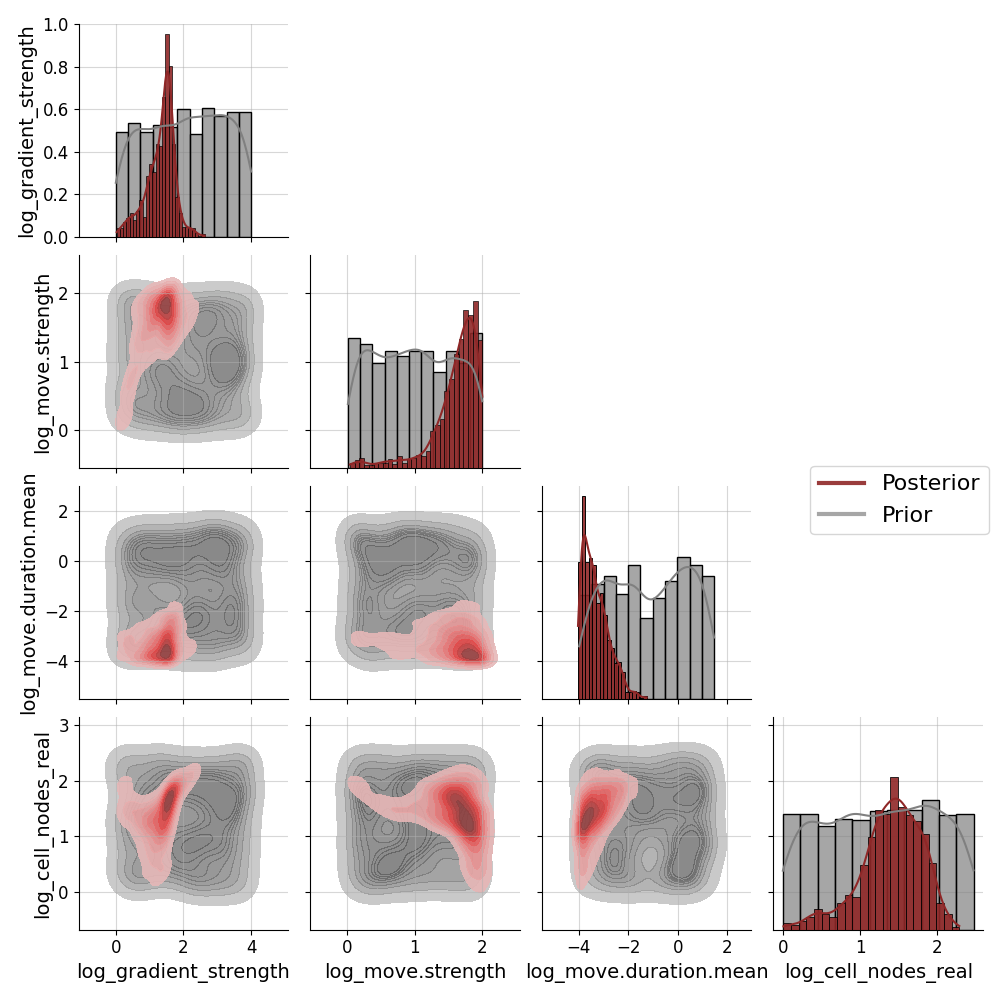 1.0
0.8
0.6
0.4
0.2
0.0
log_gradient_strength
2
1
0
log_move.strength
2
0
−2
−4
log_move.duration.mean
Posterior
Prior
3
2
1
0
log_cell_nodes_real
0 2 4
0 1 2
−4 −2 0 2
0 1 2
log_gradient_strength
log_move.strength
log_move.duration.mean
log_cell_nodes_real